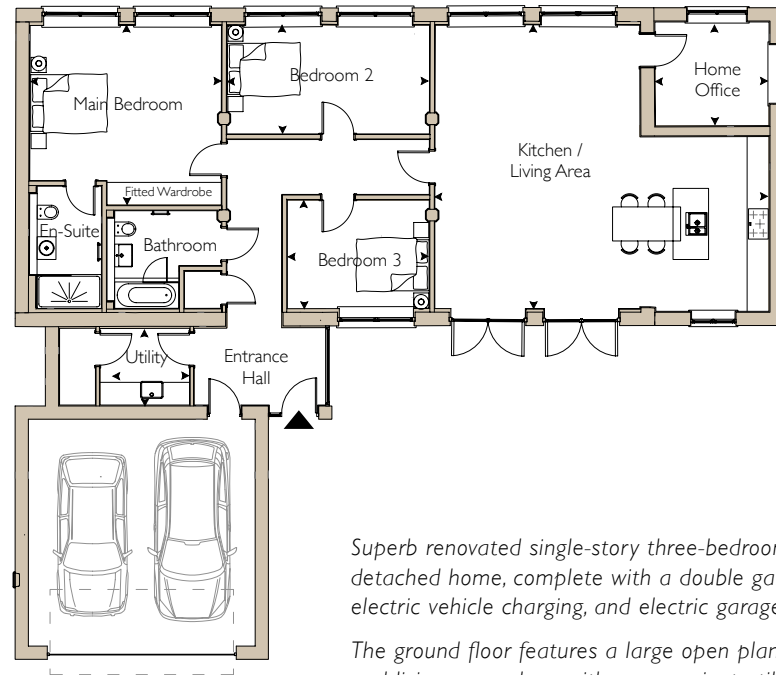 Main Bedroom
Bedroom 2
Home
Office
Kitchen /
Living Area
Fitted Wardrobe
En-Suite
Bathroom
Bedroom 3
Utility
Entrance
Hall
Superb renovated single-story three-bedroom
detached home, complete with a double
electric vehicle charging, and electric garage
The ground floor features a large open plan